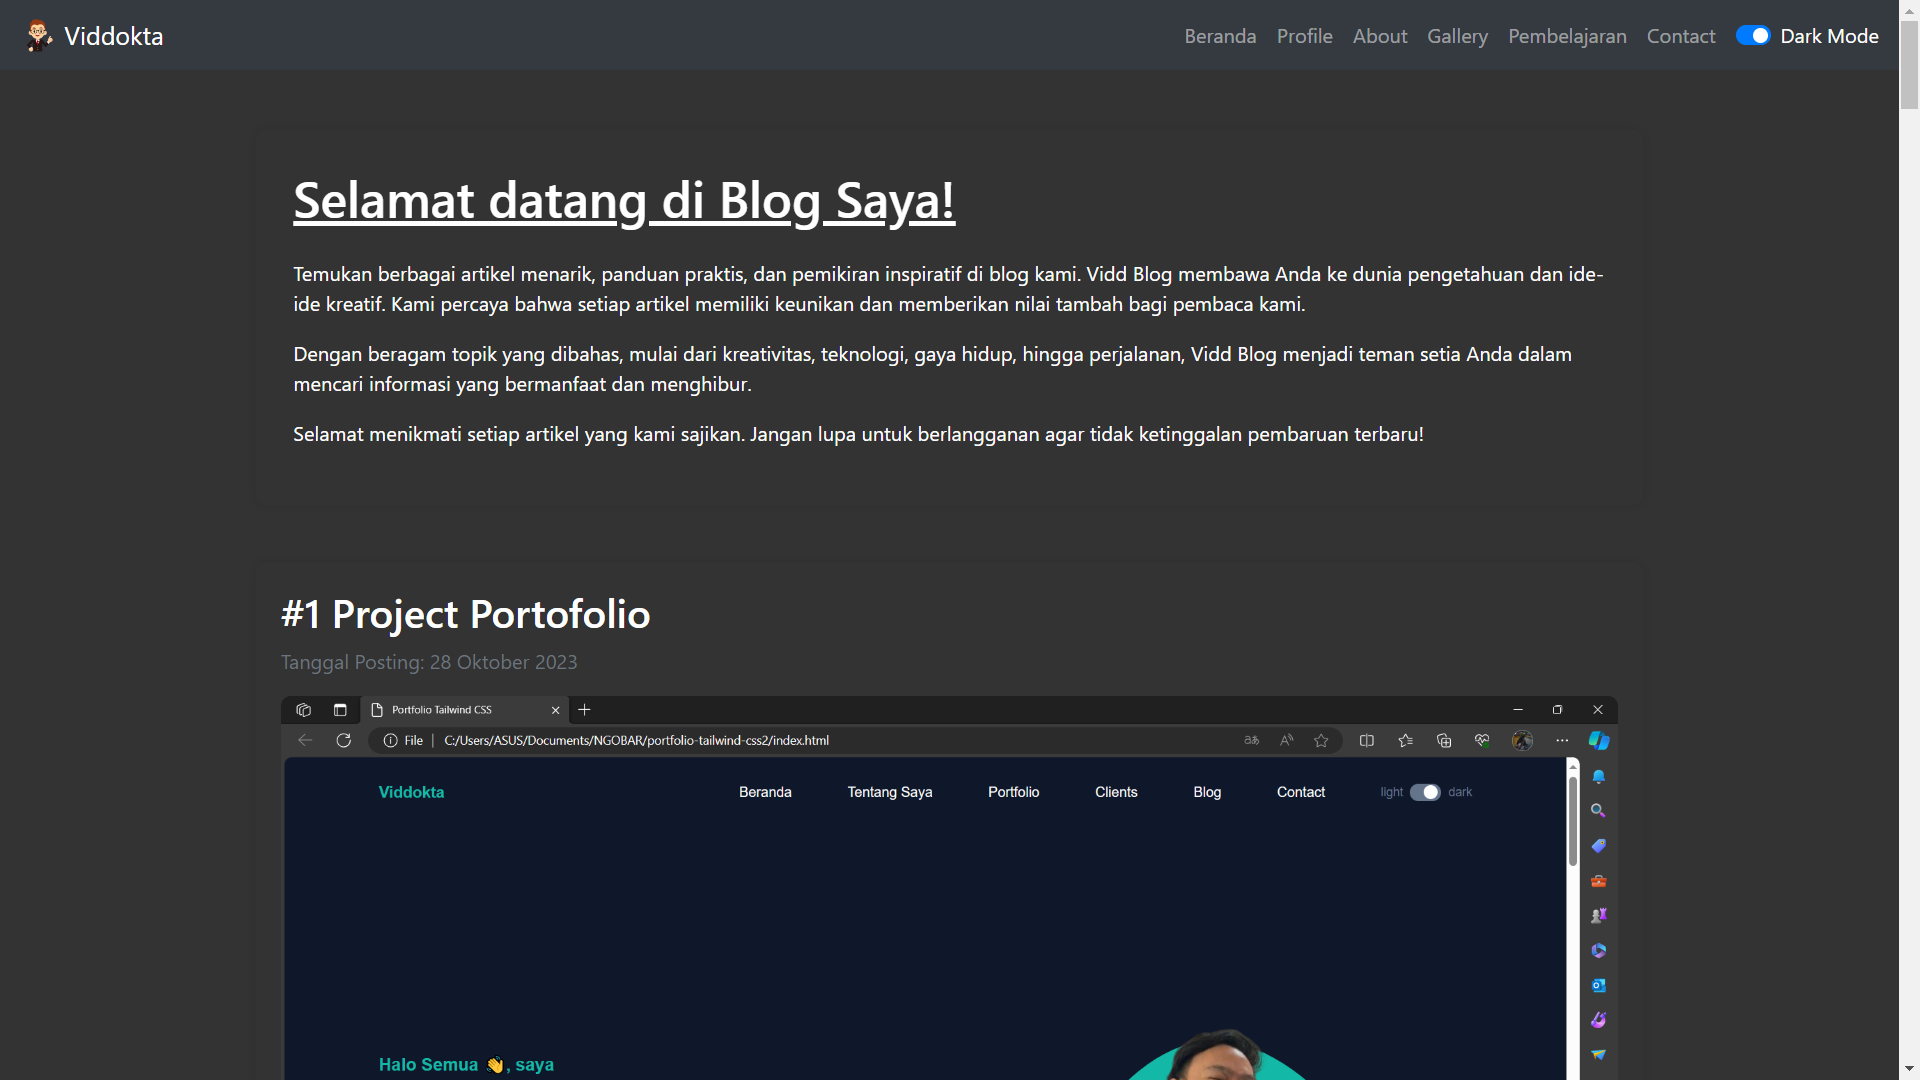 Viddokta
Beranda Profile About Gallery Pembelajaran Contact Dark Mode
Selamat datang di Blog Saya!
Temukan berbagai artikel menarik, panduan praktis, dan pemikiran inspiratif di blog kami. Vidd Blog membawa Anda ke dunia pengetahuan dan ide-
ide kreatif. Kami percaya bahwa setiap artikel memiliki keunikan dan memberikan nilai tambah bagi pembaca kami.
Dengan beragam topik yang dibahas, mulai dari kreativitas, teknologi, gaya hidup, hingga perjalanan, Vidd Blog menjadi teman setia Anda dalam
mencari informasi yang bermanfaat dan menghibur.
Selamat menikmati setiap artikel yang kami sajikan. Jangan lupa untuk berlangganan agar tidak ketinggalan pembaruan terbaru!
#1 Project Portofolio
Tanggal Posting: 28 Oktober 2023
Portfolio Tailwind CSS
File | C:/Users/ASUS/Documents/NGOBAR/portfolio-tailwind-css2/index.html
Viddokta
Beranda Tentang Saya Portfolio Clients Blog Contact light dark
Halo Semua 👋, saya